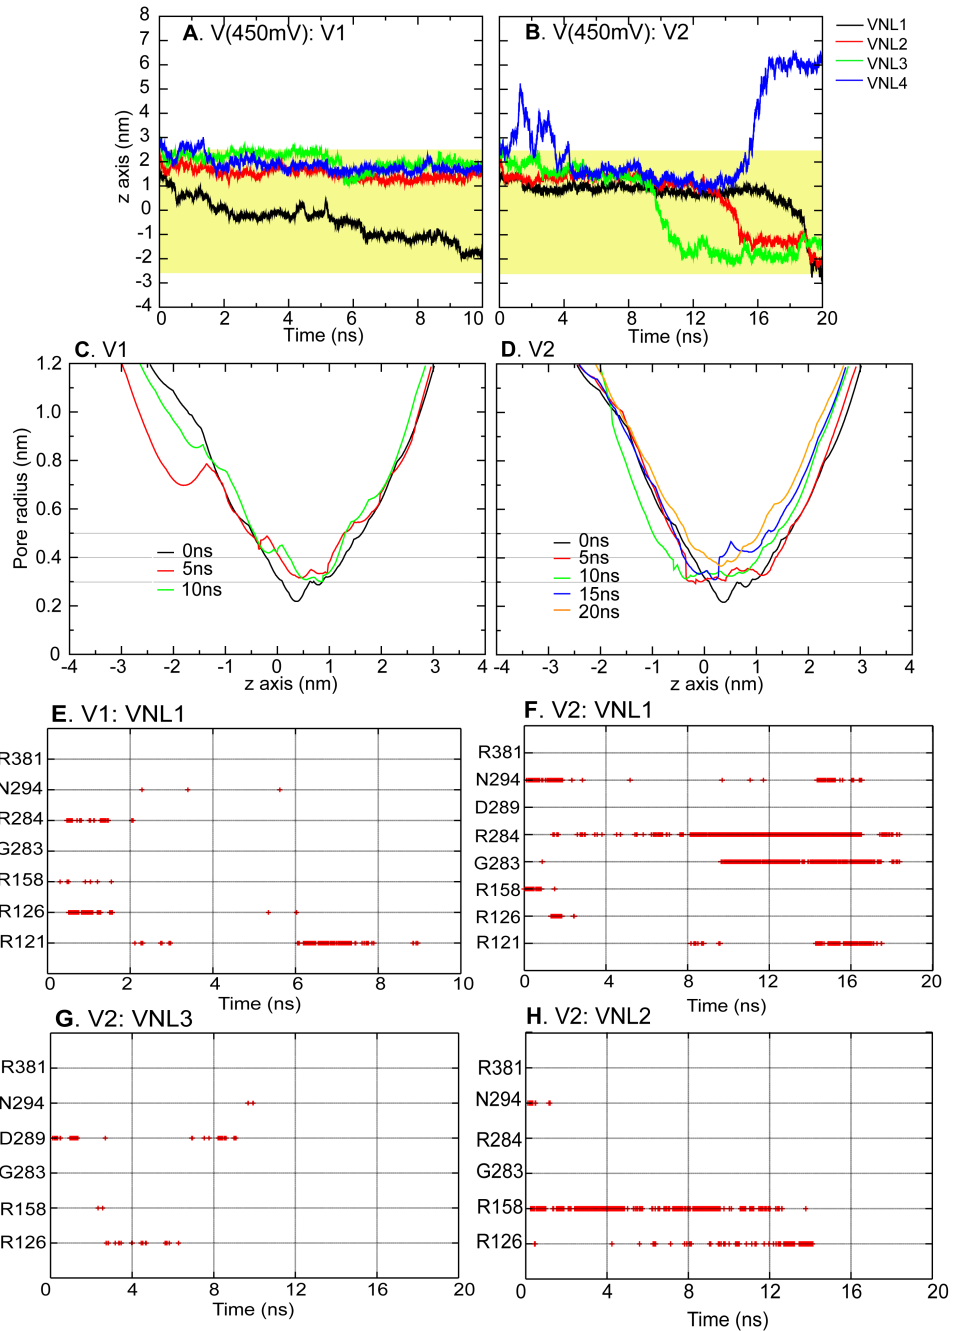 A. V(450mV): V1
B. V(450mV): V2
VNL1
VNL2
VNL3
VNL4
z axis (nm)
8
7
6
5
4
3
2
1
0
-1
-2
-3
-4
0 2 4 6 8 10
Time (ns)
0 4 8 12 16 20
Time (ns)
C. V1
D. V2
Pore radius (nm)
1.2
1.0
0.8
0.6
0.4
0.2
0
0ns
5ns
10ns
0ns
5ns
10ns
15ns
20ns
-4 -3 -2 -1 0 1 2 3 4
z axis (nm)
-4 -3 -2 -1 0 1 2 3 4
z axis (nm)
E. V1: VNL1
R381
N294
R284
G283
R158
R126
R121
0 2 4 6 8 10
Time (ns)
F. V2: VNL1
R381
N294
D289
R284
G283
R158
R126
R121
0 4 8 12 16 20
Time (ns)
G. V2: VNL3
R381
N294
D289
G283
R158
R126
0 4 8 12 16 20
Time (ns)
H. V2: VNL2
R381
N294
R284
G283
R158
R126
0 4 8 12 16 20
Time (ns)